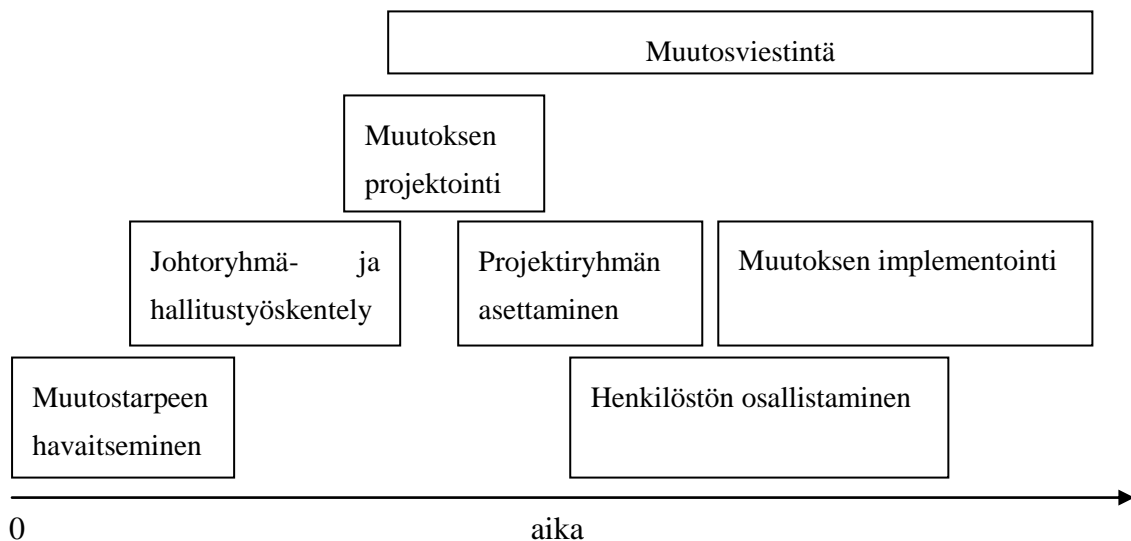 Muutosviestintä
Muutoksen
projektointi
Johtoryhmä- ja
hallitustyöskentely
Projektiryhmän
asettaminen
Muutoksen implementointi
Muutostarpeen
havaitseminen
Henkilöstön osallistaminen
0
aika